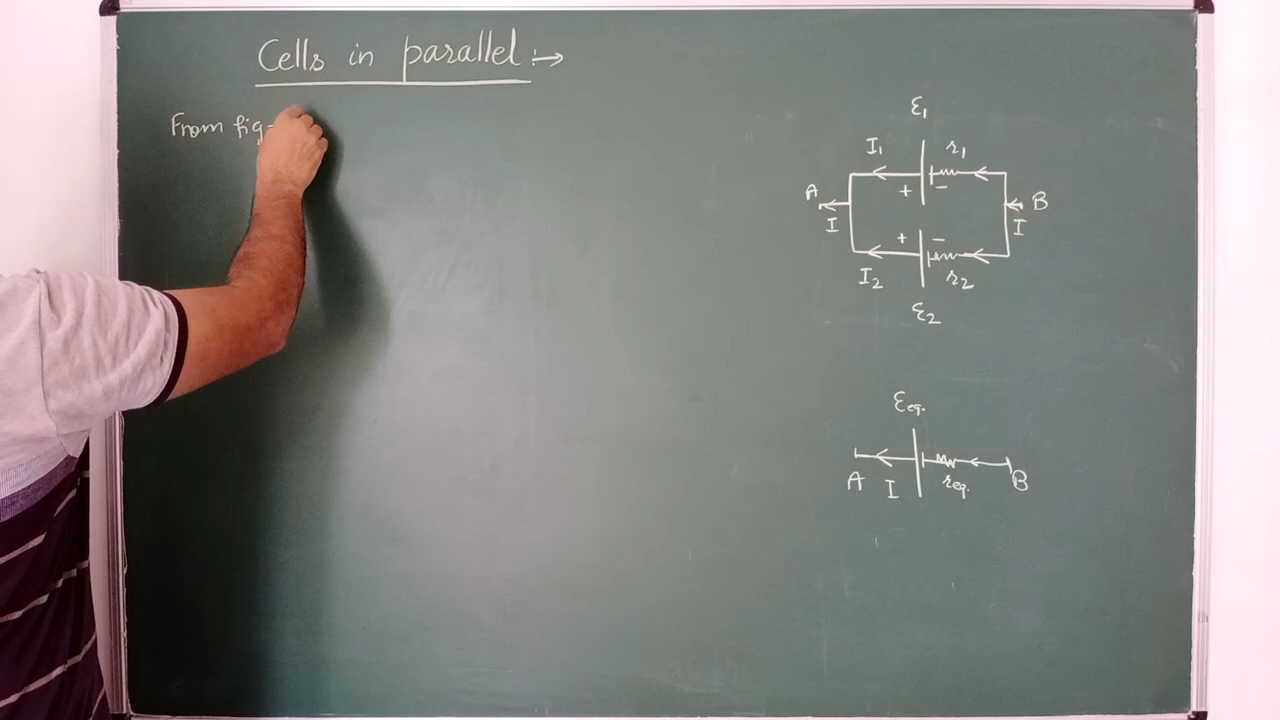 Cells in parallel :→
From fig-
ε₁
I₁ r₁
+ −
A B
I I
+ −
I₂ r₂
ε₂
εeq.
A I req. B